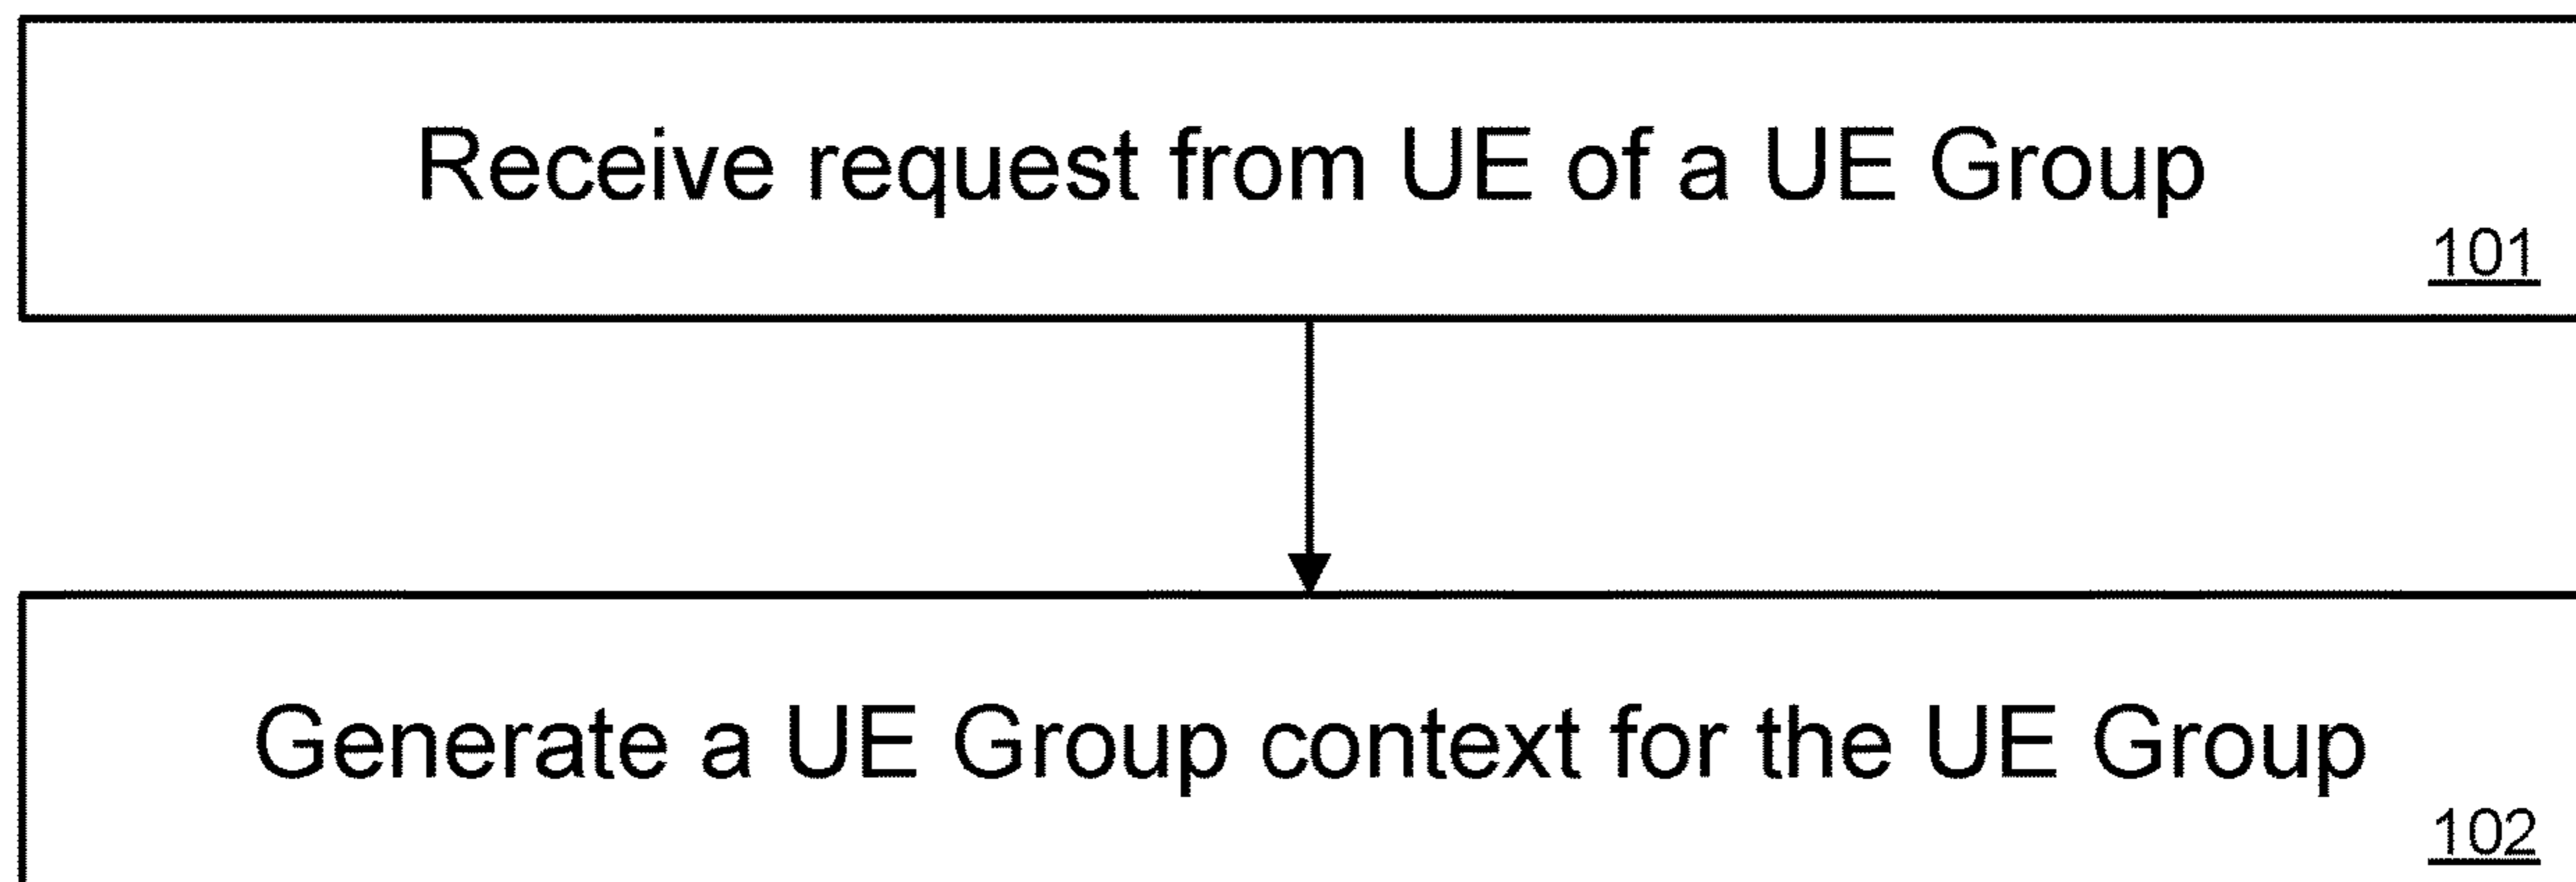 Receive request from UE of a UE Group
101
Generate a UE Group context for the UE Group
102